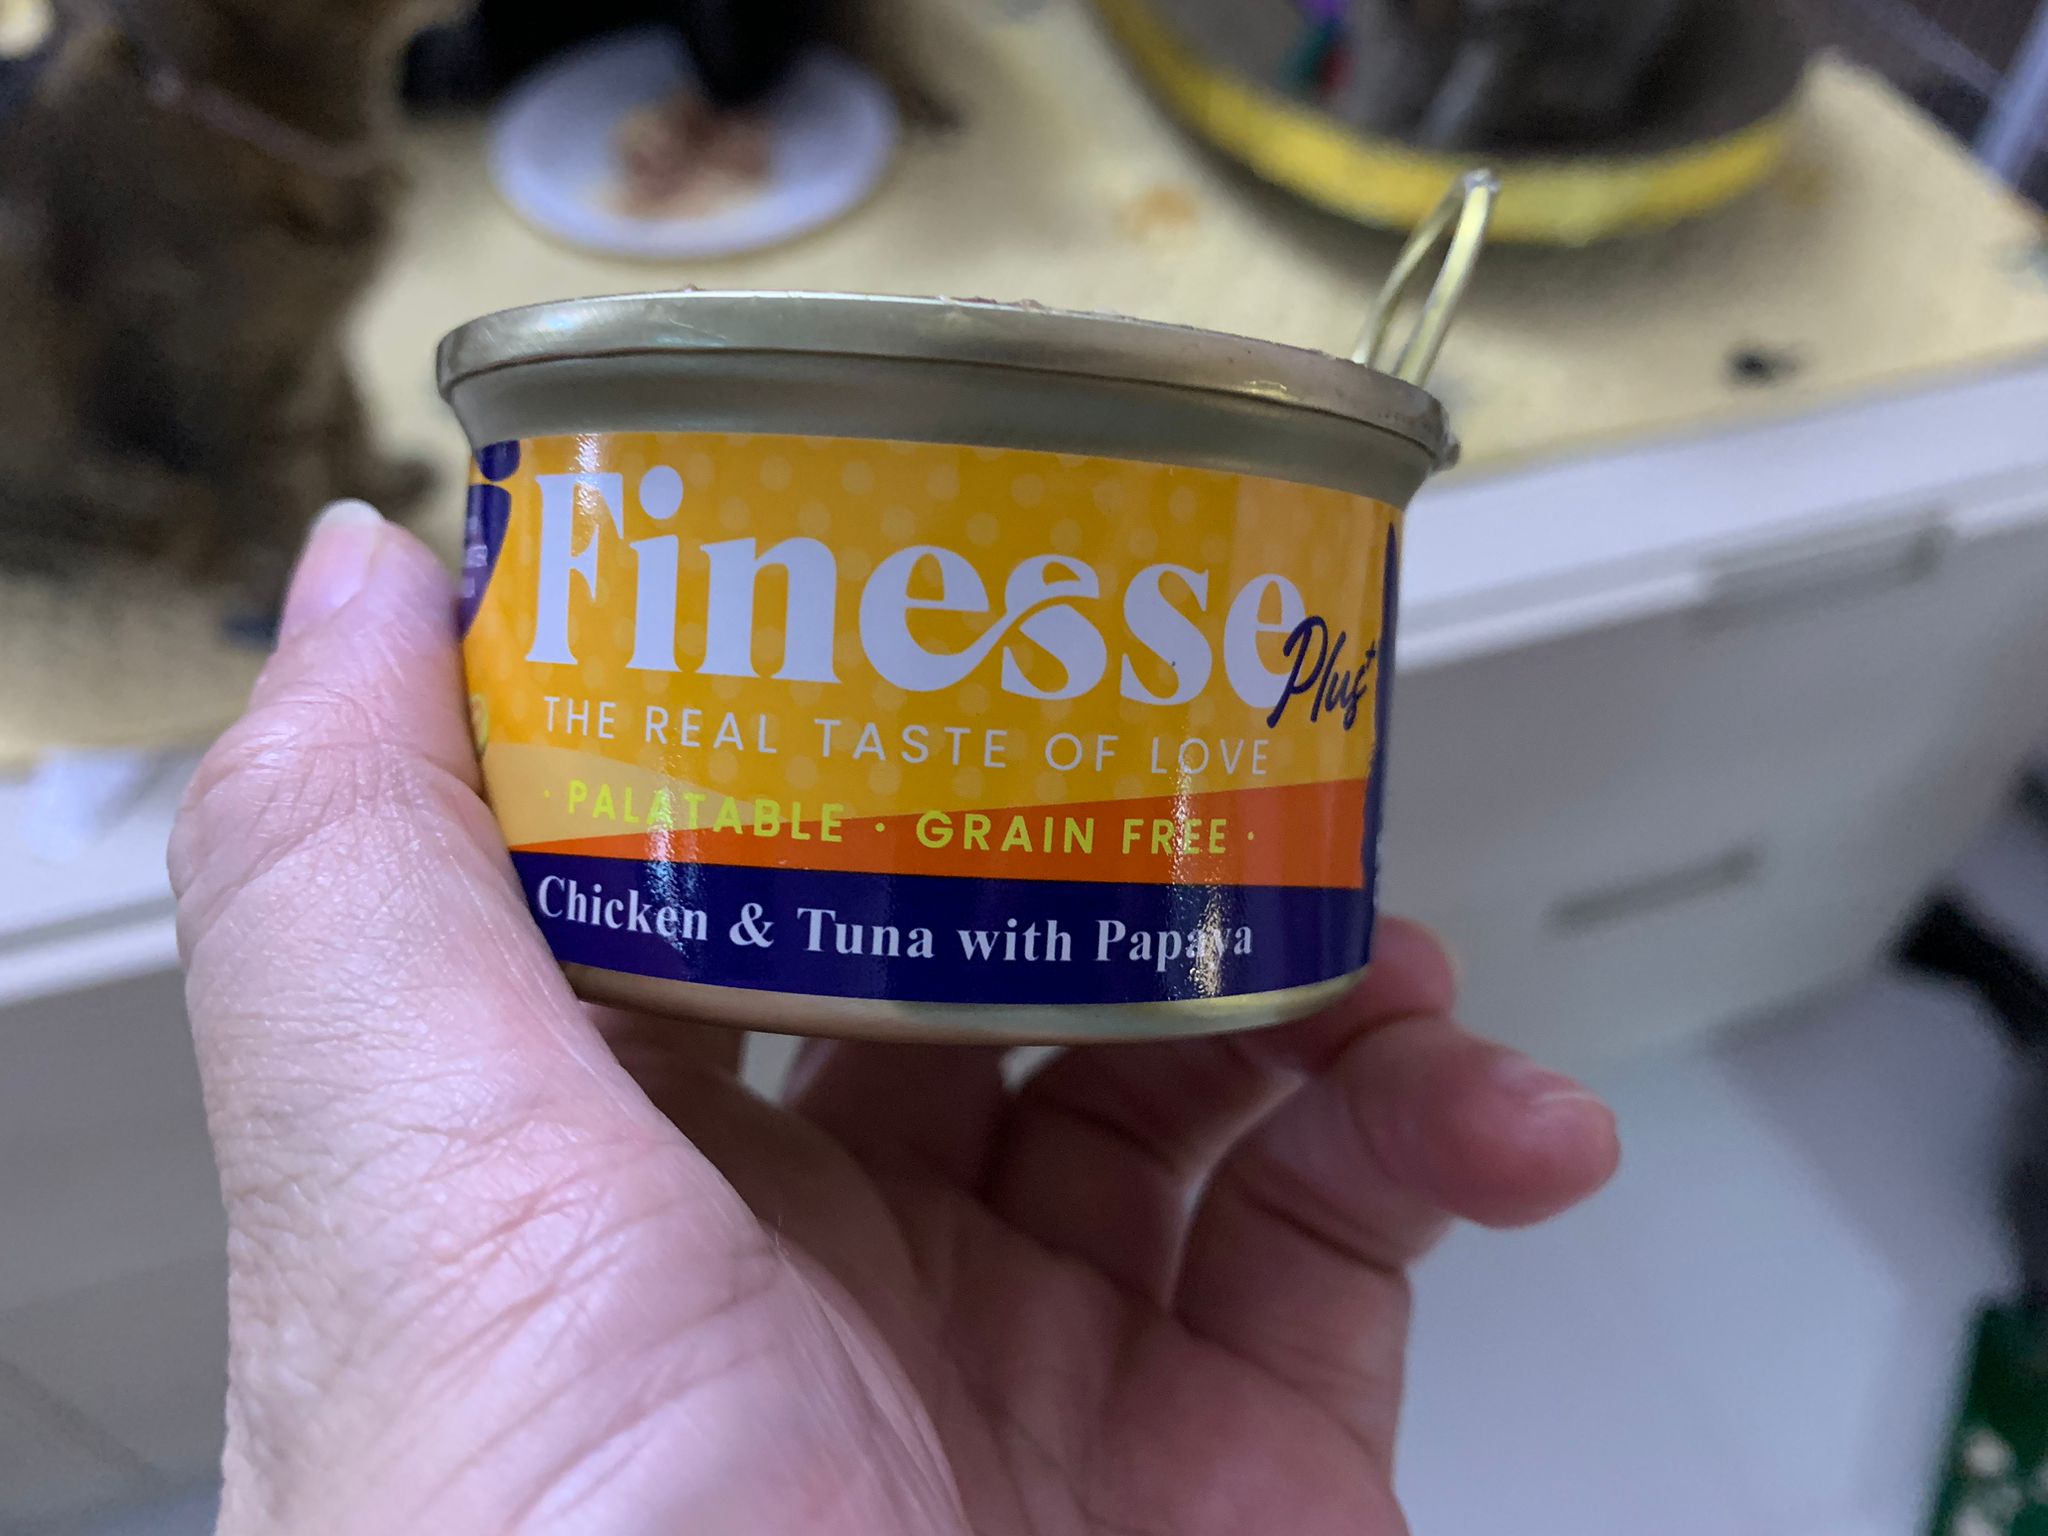 Finesse
Plus+
THE REAL TASTE OF LOVE
· PALATABLE · GRAIN FREE ·
Chicken & Tuna with Papaya